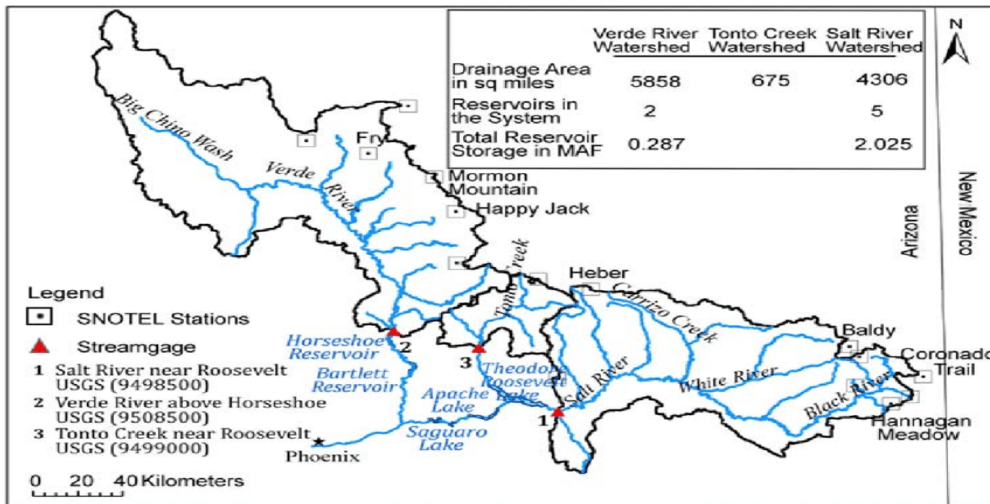 Verde River Tonto Creek Salt River
Watershed Watershed Watershed
Drainage Area
in sq miles 5858 675 4306
Reservoirs in
the System 2 5
Total Reservoir
Storage in MAF 0.287 2.025
N
Big Chino Wash
Verde River
Fry
Mormon
Mountain
Happy Jack
New Mexico
Arizona
Tonto Creek
Heber
Carrizo Creek
Baldy
Coronado
Trail
White River
Black River
Hannagan
Meadow
Salt River
Horseshoe
Reservoir
Bartlett
Reservoir
Theodore
Roosevelt
Lake
Apache
Lake
Saguaro
Lake
2
3
1
Phoenix
Legend
SNOTEL Stations
Streamgage
1 Salt River near Roosevelt
USGS (9498500)
2 Verde River above Horseshoe
USGS (9508500)
3 Tonto Creek near Roosevelt
USGS (9499000)
0 20 40 Kilometers